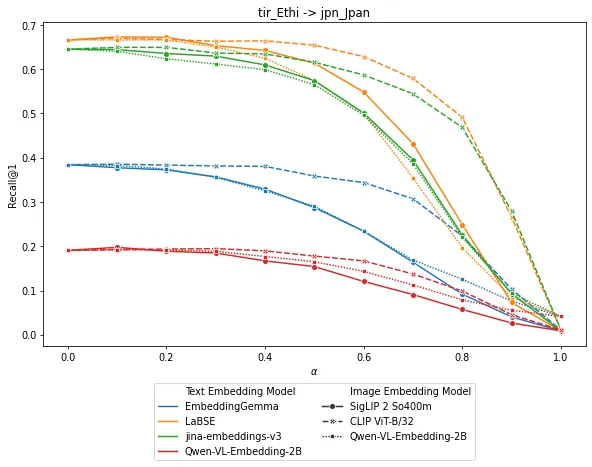 tir_Ethi -> jpn_Jpan
0.7
0.6
0.5
0.4
0.3
0.2
0.1
0.0
Recall@1
0.0 0.2 0.4 0.6 0.8 1.0
α
Text Embedding Model
EmbeddingGemma
LaBSE
jina-embeddings-v3
Qwen-VL-Embedding-2B
Image Embedding Model
SigLIP 2 So400m
CLIP ViT-B/32
Qwen-VL-Embedding-2B